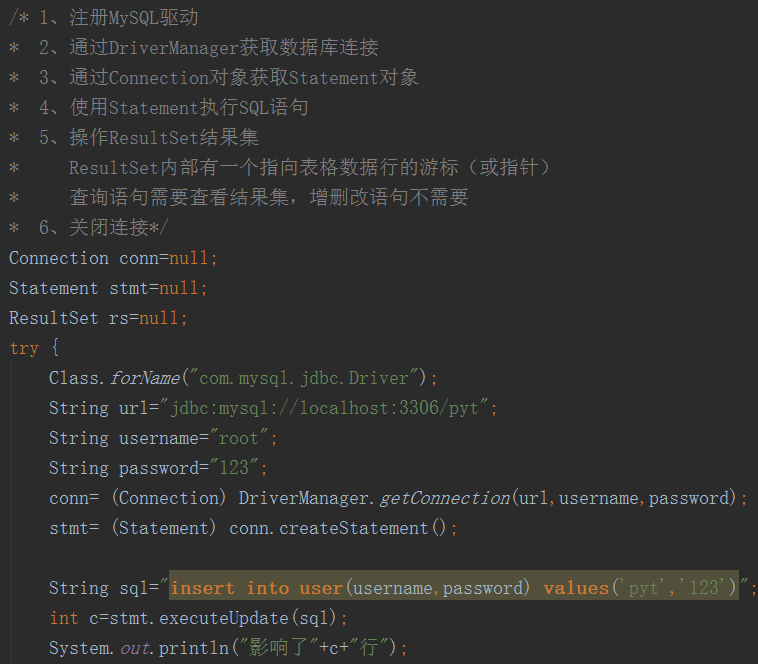 /* 1、注册MySQL驱动
* 2、通过DriverManager获取数据库连接
* 3、通过Connection对象获取Statement对象
* 4、使用Statement执行SQL语句
* 5、操作ResultSet结果集
* ResultSet内部有一个指向表格数据行的游标（或指针）
* 查询语句需要查看结果集，增删改语句不需要
* 6、关闭连接*/
Connection conn=null;
Statement stmt=null;
ResultSet rs=null;
try {
Class.forName("com.mysql.jdbc.Driver");
String url="jdbc:mysql://localhost:3306/pyt";
String username="root";
String password="123";
conn= (Connection) DriverManager.getConnection(url,username,password);
stmt= (Statement) conn.createStatement();
String sql="insert into user(username,password) values('pyt','123')";
int c=stmt.executeUpdate(sql);
System.out.println("影响了"+c+"行");